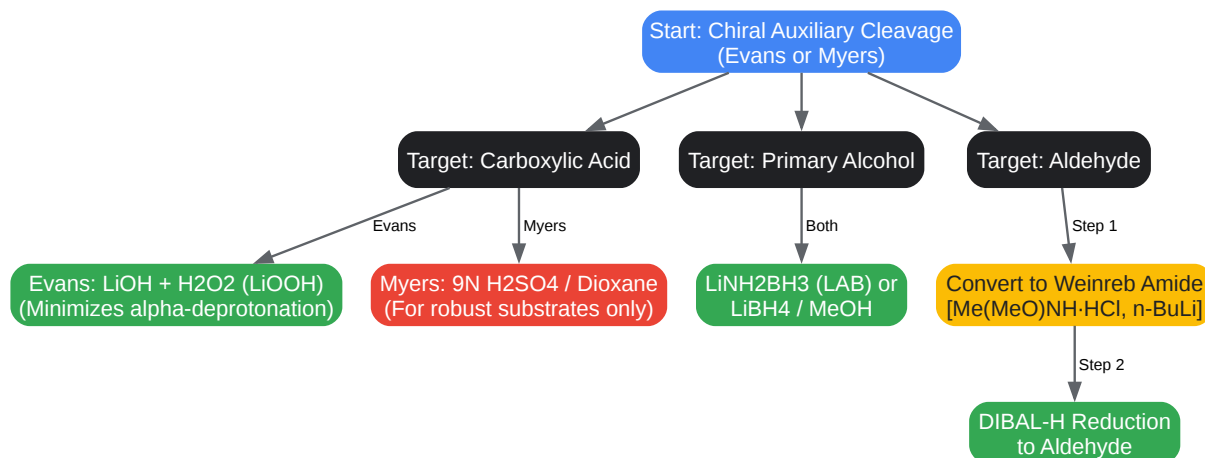 Start: Chiral Auxiliary Cleavage
(Evans or Myers)
Target: Carboxylic Acid
Target: Primary Alcohol
Target: Aldehyde
Evans
Myers
Both
Step 1
Evans: LiOH + H2O2 (LiOOH)
(Minimizes alpha-deprotonation)
Myers: 9N H2SO4 / Dioxane
(For robust substrates only)
LiNH2BH3 (LAB) or
LiBH4 / MeOH
Convert to Weinreb Amide
[Me(MeO)NH·HCl, n-BuLi]
Step 2
DIBAL-H Reduction
to Aldehyde